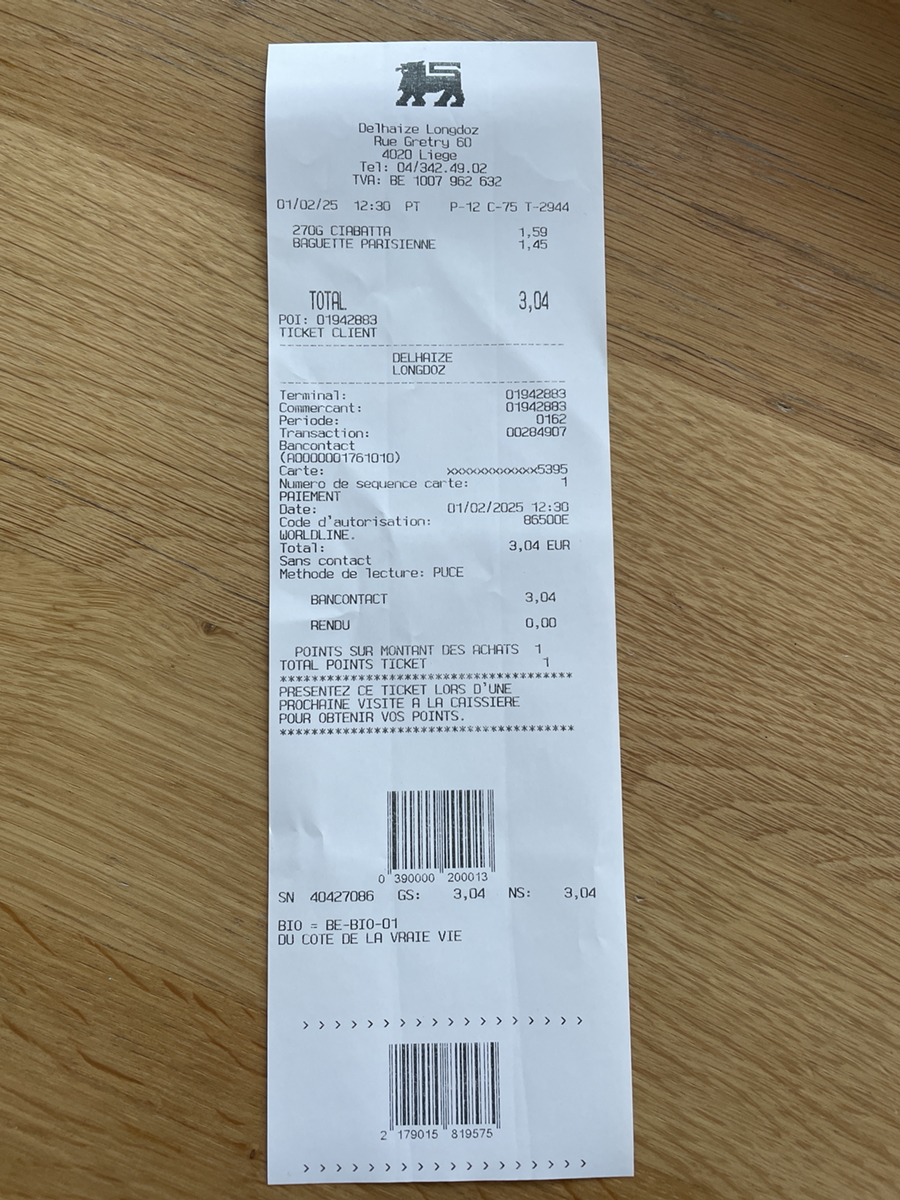 Delhaize Longdoz
Rue Gretry 60
4020 Liege
Tel: 04/342.49.02
TVA: BE 1007 962 632
01/02/25 12:30 PT P-12 C-75 T-2944
270G CIABATTA 1,59
BAGUETTE PARISIENNE 1,45
TOTAL 3,04
POI: 01942883
TICKET CLIENT
DELHAIZE
LONGDOZ
Terminal: 01942883
Commercant: 01942883
Periode: 0162
Transaction: 00284907
Bancontact
(A0000001761010)
Carte: xxxxxxxxxxxxx5395
Numero de sequence carte: 1
PAIEMENT
Date: 01/02/2025 12:30
Code d'autorisation: 86500E
WORLDLINE.
Total: 3,04 EUR
Sans contact
Methode de lecture: PUCE
BANCONTACT 3,04
RENDU 0,00
POINTS SUR MONTANT DES ACHATS 1
TOTAL POINTS TICKET 1
*************************************
PRESENTEZ CE TICKET LORS D'UNE
PROCHAINE VISITE A LA CAISSIERE
POUR OBTENIR VOS POINTS.
*************************************
0 390000 200013
SN 40427086 GS: 3,04 NS: 3,04
BIO = BE-BIO-01
DU COTE DE LA VRAIE VIE
> > > > > > > > > > > > > > > > > >
2 179015 819575
> > > > > > > > > > > > > > > > > >